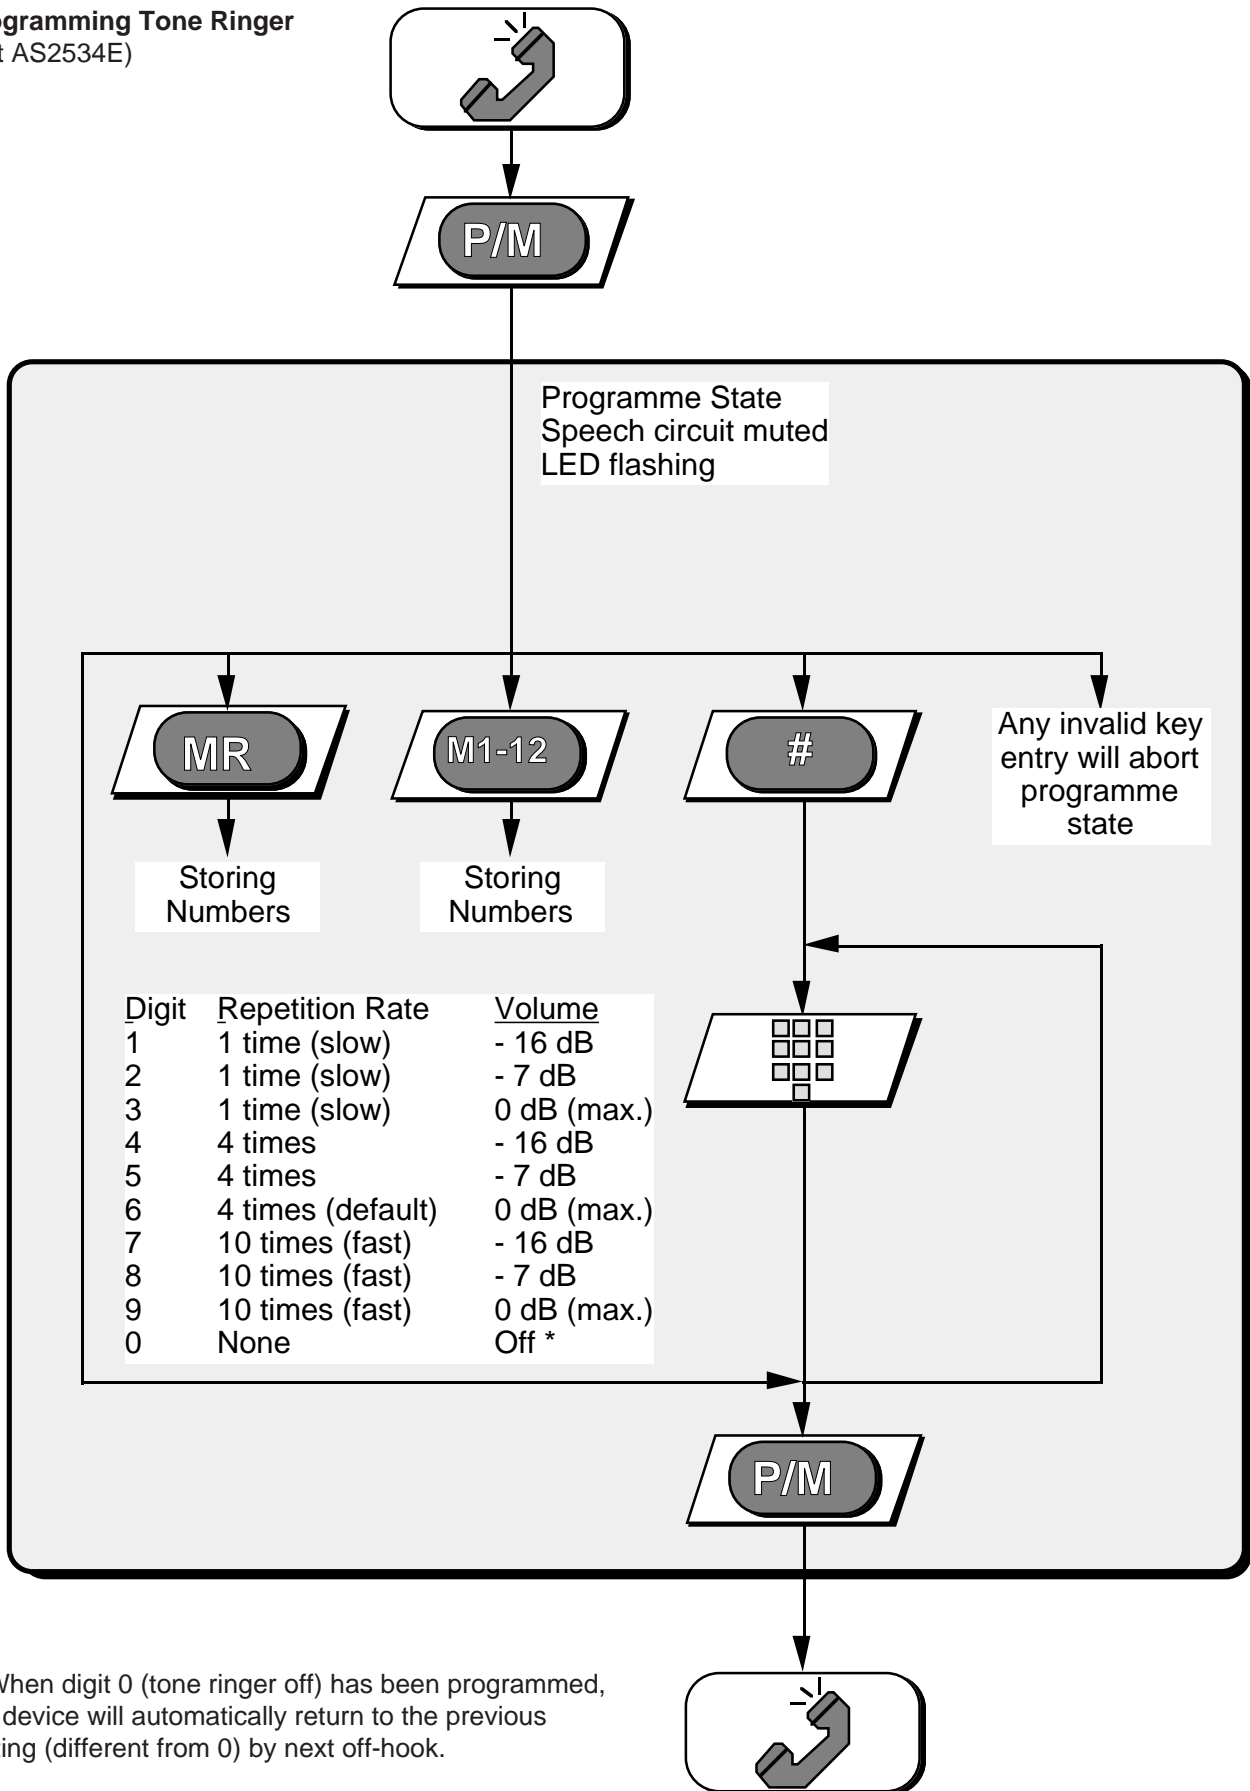 ogramming Tone Ringer
t AS2534E)
P/M
Programme State
Speech circuit muted
LED flashing
MR
M1-12
#
Any invalid key
entry will abort
programme
state
Storing
Numbers
Storing
Numbers
Digit Repetition Rate Volume
1 1 time (slow) - 16 dB
2 1 time (slow) - 7 dB
3 1 time (slow) 0 dB (max.)
4 4 times - 16 dB
5 4 times - 7 dB
6 4 times (default) 0 dB (max.)
7 10 times (fast) - 16 dB
8 10 times (fast) - 7 dB
9 10 times (fast) 0 dB (max.)
0 None Off *
P/M
When digit 0 (tone ringer off) has been programmed,
device will automatically return to the previous
ting (different from 0) by next off-hook.